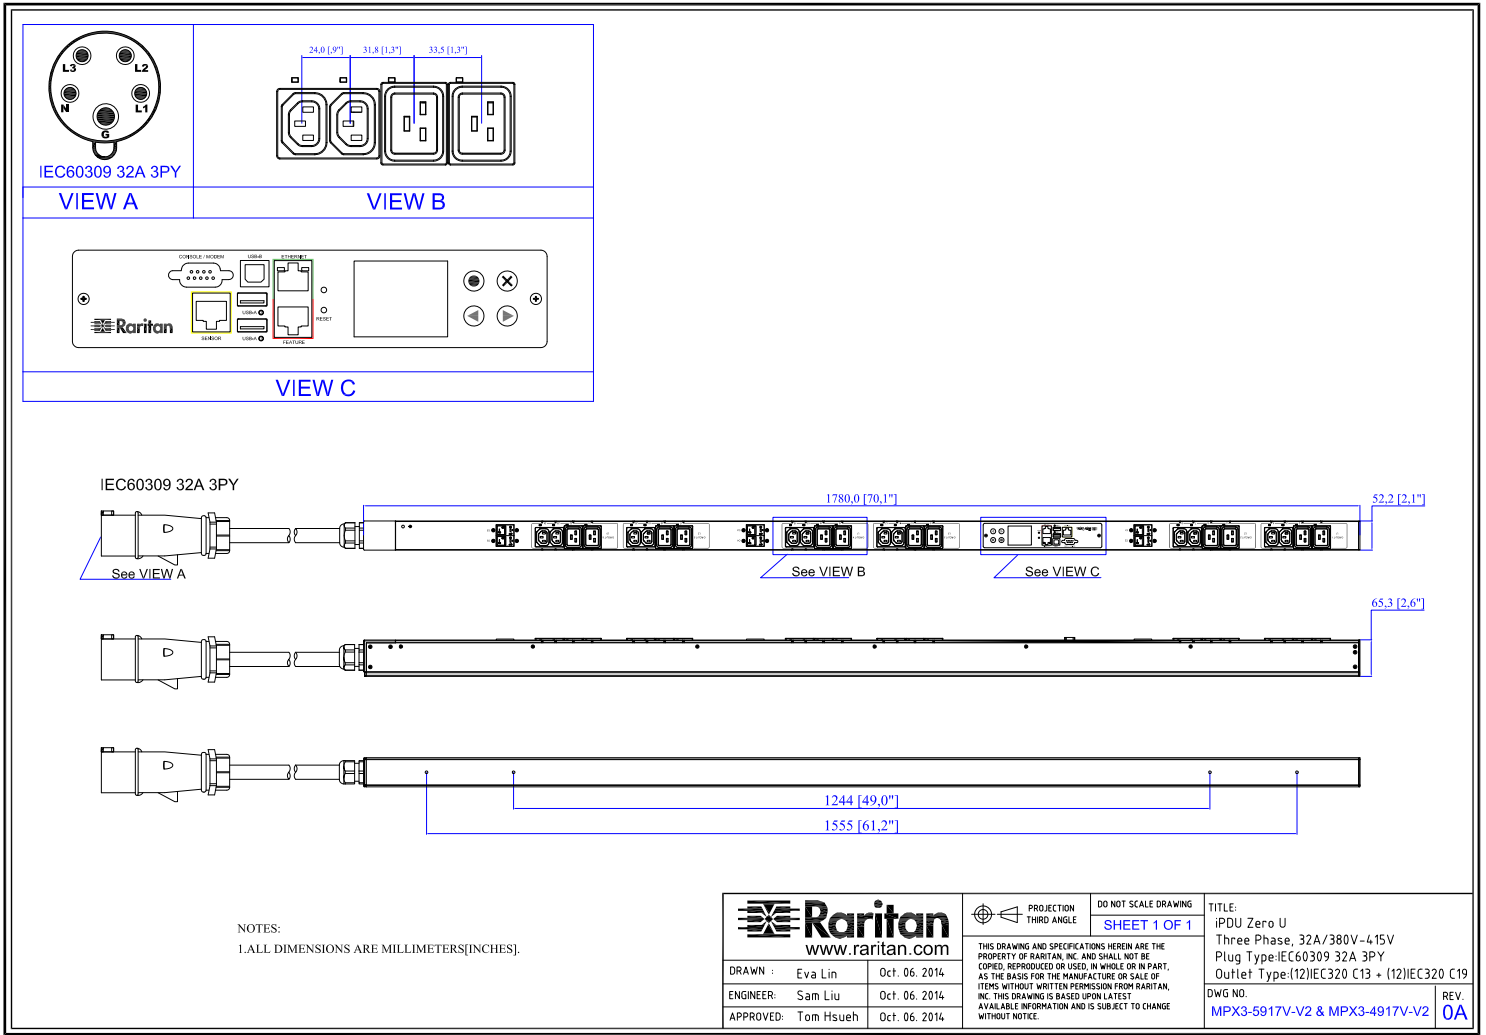 24,0 [,9"]
31,8 [1,3"]
33,5 [1,3"]
L3
L2
N
L1
G
IEC60309 32A 3PY
VIEW A
VIEW B
CONSOLE / MODEM
USB-B
ETHERNET
Raritan
SENSOR
USB-A
USB-A
FEATURE
RESET
VIEW C
IEC60309 32A 3PY
1780,0 [70,1"]
52,2 [2,1"]
See VIEW A
See VIEW B
See VIEW C
65,3 [2,6"]
1244 [49,0"]
1555 [61,2"]
NOTES:
1.ALL DIMENSIONS ARE MILLIMETERS[INCHES].
Raritan
www.raritan.com
DRAWN : Eva Lin Oct. 06. 2014
ENGINEER: Sam Liu Oct. 06. 2014
APPROVED: Tom Hsueh Oct. 06. 2014
PROJECTION
THIRD ANGLE
DO NOT SCALE DRAWING
SHEET 1 OF 1
THIS DRAWING AND SPECIFICATIONS HEREIN ARE THE
PROPERTY OF RARITAN, INC. AND SHALL NOT BE
COPIED, REPRODUCED OR USED, IN WHOLE OR IN PART,
AS THE BASIS FOR THE MANUFACTURE OR SALE OF
ITEMS WITHOUT WRITTEN PERMISSION FROM RARITAN,
INC. THIS DRAWING IS BASED UPON LATEST
AVAILABLE INFORMATION AND IS SUBJECT TO CHANGE
WITHOUT NOTICE.
TITLE:
iPDU Zero U
Three Phase, 32A/380V-415V
Plug Type:IEC60309 32A 3PY
Outlet Type:(12)IEC320 C13 + (12)IEC320 C19
DWG NO.
MPX3-5917V-V2 & MPX3-4917V-V2
REV.
0A